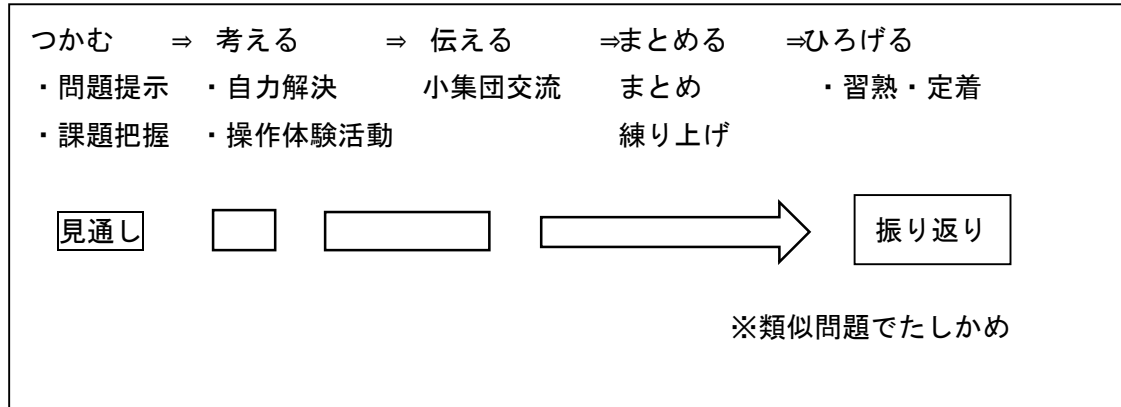 つかむ ⇒ 考える ⇒ 伝える ⇒まとめる ⇒ひろげる
・問題提示 ・自力解決 小集団交流 まとめ ・習熟・定着
・課題把握 ・操作体験活動 練り上げ
見通し 振り返り
※類似問題でたしかめ